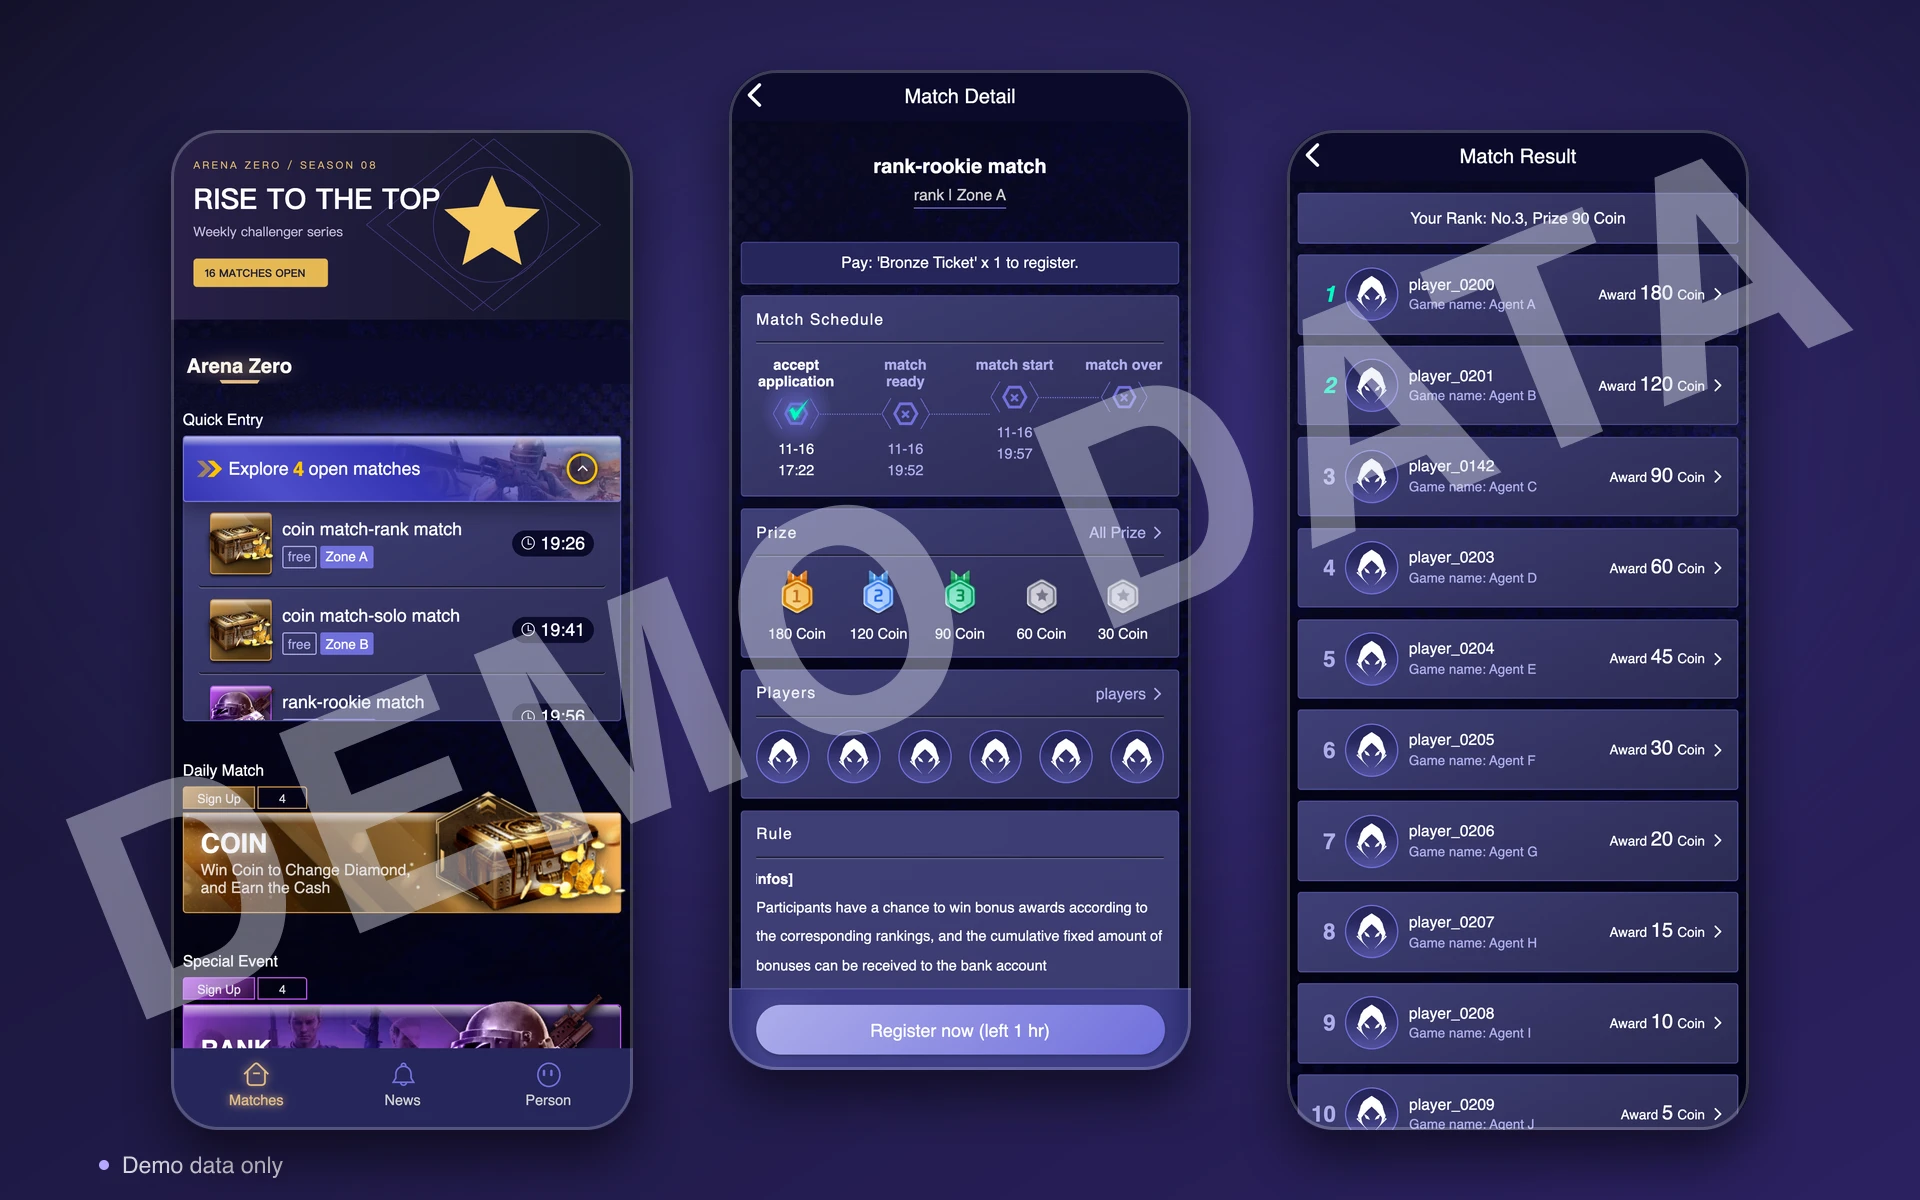 ARENA ZERO / SEASON 08
RISE TO THE TOP
Weekly challenger series
16 MATCHES OPEN
Arena Zero
Quick Entry
Explore 4 open matches
coin match-rank match
free Zone A
19:26
coin match-solo match
free Zone B
19:41
rank-rookie match
19:56
Daily Match
Sign Up 4
COIN
Win Coin to Change Diamond,
and Earn the Cash
Special Event
Sign Up 4
RANK
Matches News Person
Match Detail
rank-rookie match
rank | Zone A
Pay: 'Bronze Ticket' x 1 to register.
Match Schedule
accept application
match ready
match start
match over
11-16 17:22
11-16 19:52
11-16 19:57
Prize
All Prize
1 2 3
180 Coin 120 Coin 90 Coin 60 Coin 30 Coin
Players
players
Rule
infos]
Participants have a chance to win bonus awards according to
the corresponding rankings, and the cumulative fixed amount of
bonuses can be received to the bank account
Register now (left 1 hr)
Match Result
Your Rank: No.3, Prize 90 Coin
1 player_0200 Award 180 Coin
Game name: Agent A
2 player_0201 Award 120 Coin
Game name: Agent B
3 player_0142 Award 90 Coin
Game name: Agent C
4 player_0203 Award 60 Coin
Game name: Agent D
5 player_0204 Award 45 Coin
Game name: Agent E
6 player_0205 Award 30 Coin
Game name: Agent F
7 player_0206 Award 20 Coin
Game name: Agent G
8 player_0207 Award 15 Coin
Game name: Agent H
9 player_0208 Award 10 Coin
Game name: Agent I
10 player_0209 Award 5 Coin
Game name: Agent J
DEMO DATA
Demo data only